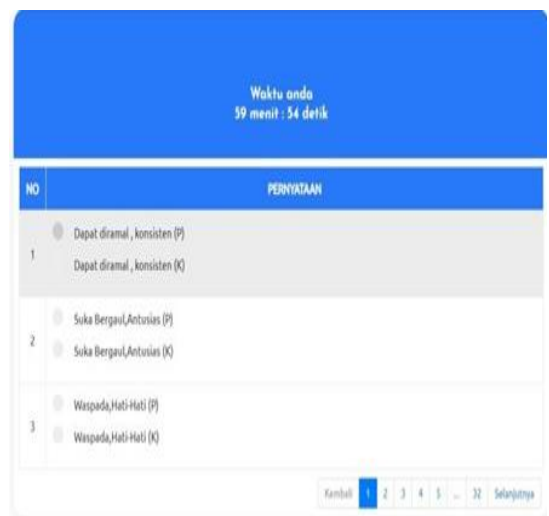 Waktu anda
59 menit : 54 detik
NO PERNYATAAN
1
Dapat diramal , konsisten (P)
Dapat diramal , konsisten (K)
2
Suka Bergaul,Antusias (P)
Suka Bergaul,Antusias (K)
3
Waspada,Hati-Hati (P)
Waspada,Hati-Hati (K)
Kembali 1 2 3 4 5 ... 32 Selanjutnya